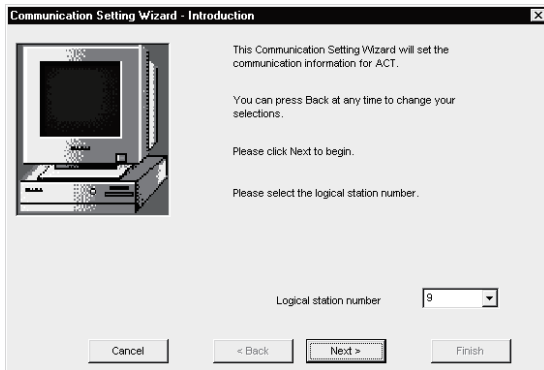 Communication Setting Wizard - Introduction
This Communication Setting Wizard will set the
communication information for ACT.
You can press Back at any time to change your
selections.
Please click Next to begin.
Please select the logical station number.
Logical station number
9
Cancel
< Back
Next >
Finish